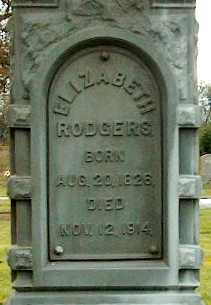 ELIZABETH
RODGERS
BORN
AUG. 20, 1826,
DIED
NOV. 12, 1914,